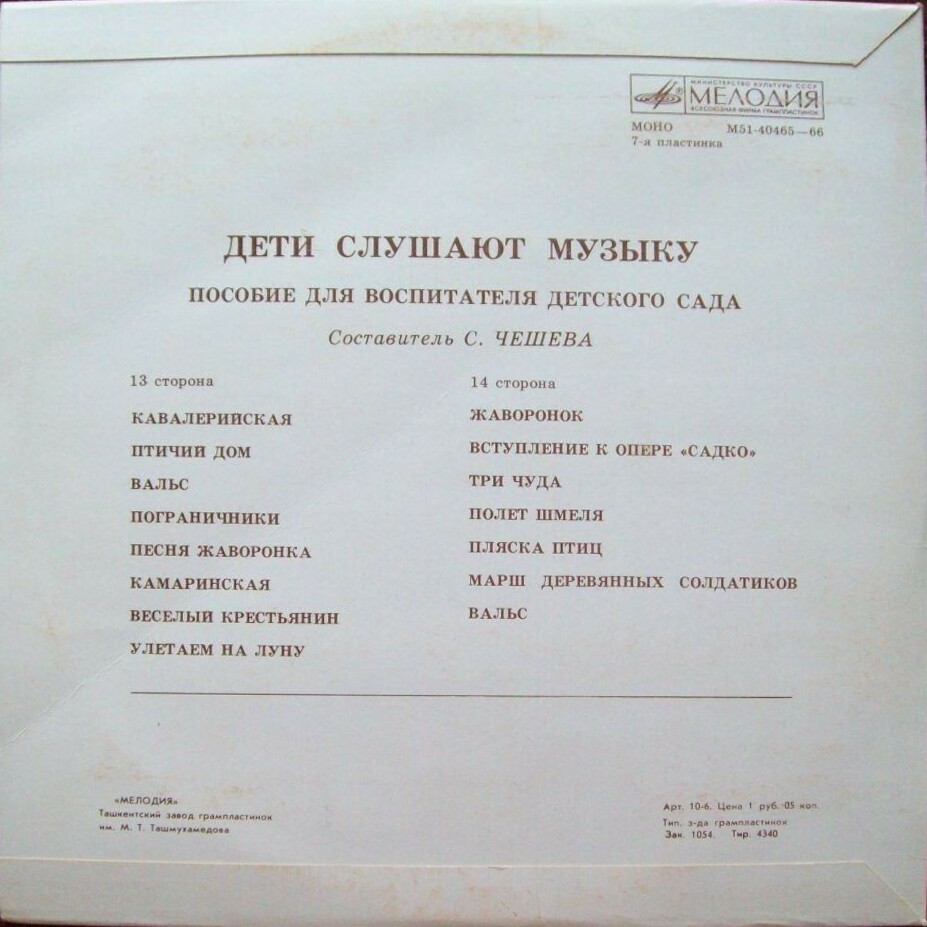 МИНИСТЕРСТВО КУЛЬТУРЫ СССР
МЕЛОДИЯ
ВСЕСОЮЗНАЯ ФИРМА ГРАМПЛАСТИНОК
МОНО М51-40465—66
7-я пластинка
ДЕТИ СЛУШАЮТ МУЗЫКУ
ПОСОБИЕ ДЛЯ ВОСПИТАТЕЛЯ ДЕТСКОГО САДА
Составитель С. ЧЕШЕВА
13 сторона
КАВАЛЕРИЙСКАЯ
ПТИЧИЙ ДОМ
ВАЛЬС
ПОГРАНИЧНИКИ
ПЕСНЯ ЖАВОРОНКА
КАМАРИНСКАЯ
ВЕСЕЛЫЙ КРЕСТЬЯНИН
УЛЕТАЕМ НА ЛУНУ
14 сторона
ЖАВОРОНОК
ВСТУПЛЕНИЕ К ОПЕРЕ «САДКО»
ТРИ ЧУДА
ПОЛЕТ ШМЕЛЯ
ПЛЯСКА ПТИЦ
МАРШ ДЕРЕВЯННЫХ СОЛДАТИКОВ
ВАЛЬС
«МЕЛОДИЯ»
Ташкентский завод грампластинок
им. М. Т. Ташмухамедова
Арт. 10-6. Цена 1 руб. 05 коп.
Тип. з-да грампластинок
Зак. 1054. Тир. 4340